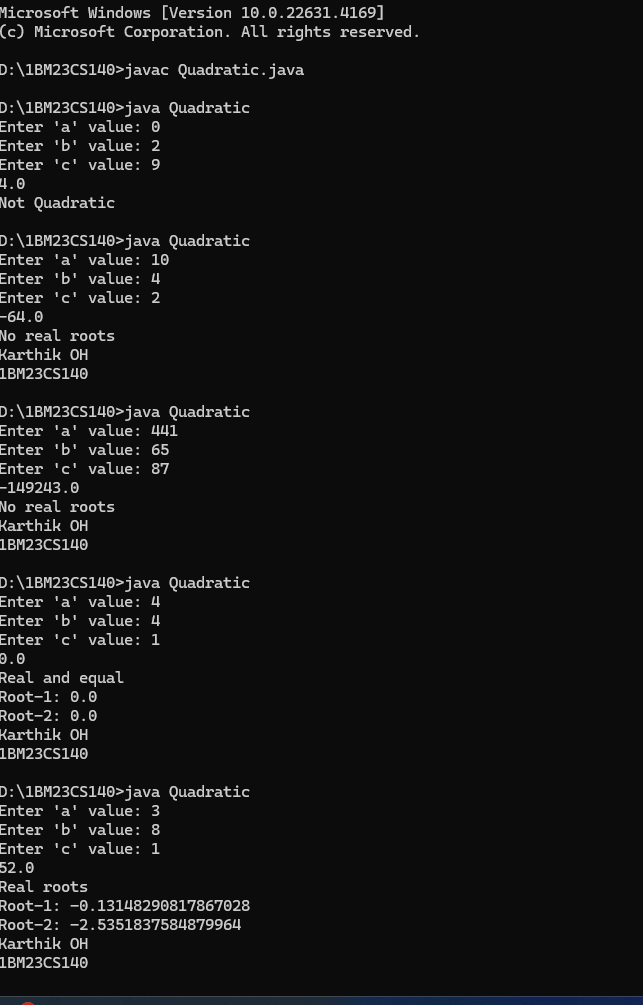 Microsoft Windows [Version 10.0.22631.4169]
(c) Microsoft Corporation. All rights reserved.
D:\1BM23CS140>javac Quadratic.java
D:\1BM23CS140>java Quadratic
Enter 'a' value: 0
Enter 'b' value: 2
Enter 'c' value: 9
4.0
Not Quadratic
D:\1BM23CS140>java Quadratic
Enter 'a' value: 10
Enter 'b' value: 4
Enter 'c' value: 2
-64.0
No real roots
Karthik OH
1BM23CS140
D:\1BM23CS140>java Quadratic
Enter 'a' value: 441
Enter 'b' value: 65
Enter 'c' value: 87
-149243.0
No real roots
Karthik OH
1BM23CS140
D:\1BM23CS140>java Quadratic
Enter 'a' value: 4
Enter 'b' value: 4
Enter 'c' value: 1
0.0
Real and equal
Root-1: 0.0
Root-2: 0.0
Karthik OH
1BM23CS140
D:\1BM23CS140>java Quadratic
Enter 'a' value: 3
Enter 'b' value: 8
Enter 'c' value: 1
52.0
Real roots
Root-1: -0.13148290817867028
Root-2: -2.5351837584879964
Karthik OH
1BM23CS140